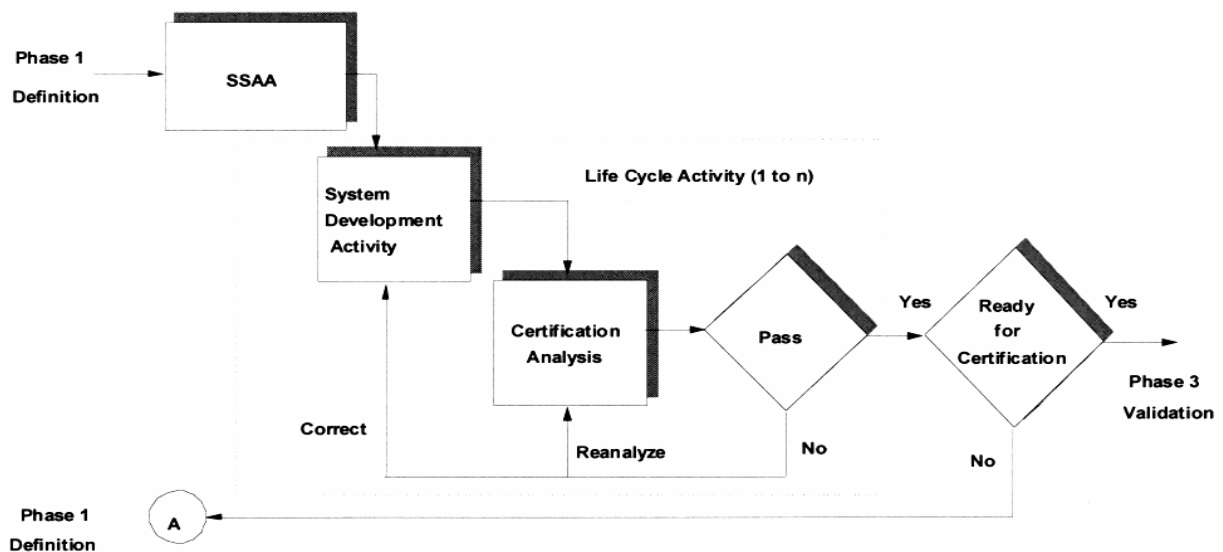 Phase 1
Definition
SSAA
System
Development
Activity
Life Cycle Activity (1 to n)
Certification
Analysis
Pass
Yes
Ready
for
Certification
Yes
Phase 3
Validation
Correct
Reanalyze
No
No
Phase 1
Definition
A